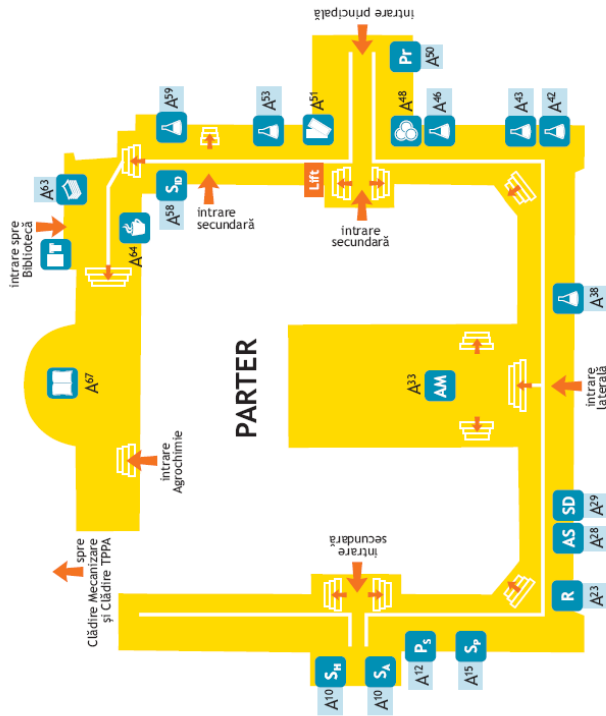 intrare principală
A59
A53
A51
A48
A46
Pr
A50
A43
A42
A63
intrare spre
Bibliotecă
A64
SID
A58
intrare
secundară
Lift
intrare
secundară
A67
PARTER
A33
AM
A38
intrare
laterală
intrare
Agrochimie
spre
Clădire Mecanizare
și Clădire TPPA
intrare
secundară
SD
A29
AS
A28
R
A23
SH
A10
SA
A10
PS
A12
SP
A15